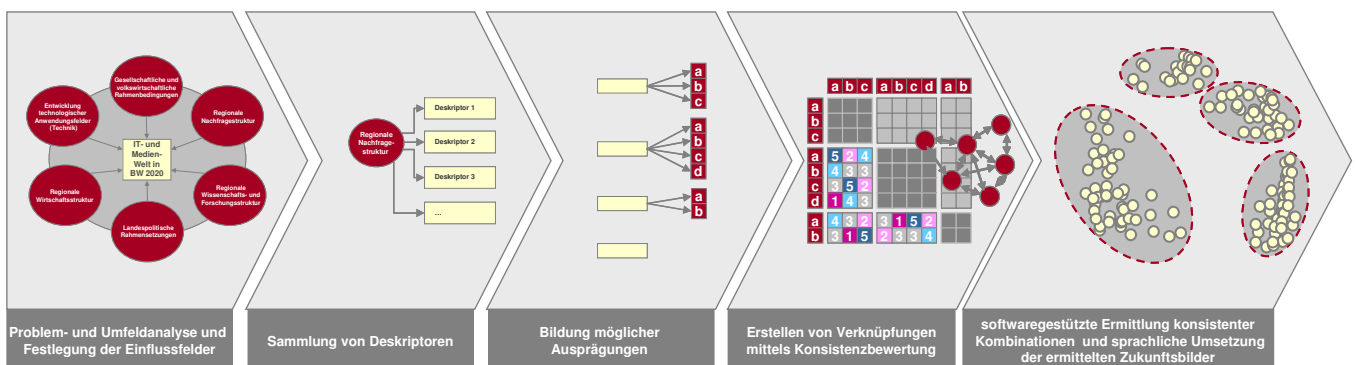 Gesellschaftliche und
volkswirtschaftliche
Rahmenbedingungen
Entwicklung
technologischer
Anwendungsfelder
(Technik)
Regionale
Nachfragestruktur
IT- und
Medien-
Welt in
BW 2020
Regionale
Wirtschaftsstruktur
Regionale
Wissenschafts- und
Forschungsstruktur
Landespolitische
Rahmensetzungen
Problem- und Umfeldanalyse und
Festlegung der Einflussfelder
Regionale
Nachfrage-
struktur
Deskriptor 1
Deskriptor 2
Deskriptor 3
...
Sammlung von Deskriptoren
a
b
c
a
b
c
d
a
b
Bildung möglicher
Ausprägungen
a b c a b c d a b
a
b
c
a 5 2 4
b 4 3 3
c 3 5 2
d 1 4 3
a 4 3 2 3 1 5 2
b 3 1 5 2 3 3 4
Erstellen von Verknüpfungen
mittels Konsistenzbewertung
softwaregestützte Ermittlung konsistenter
Kombinationen und sprachliche Umsetzung
der ermittelten Zukunftsbilder